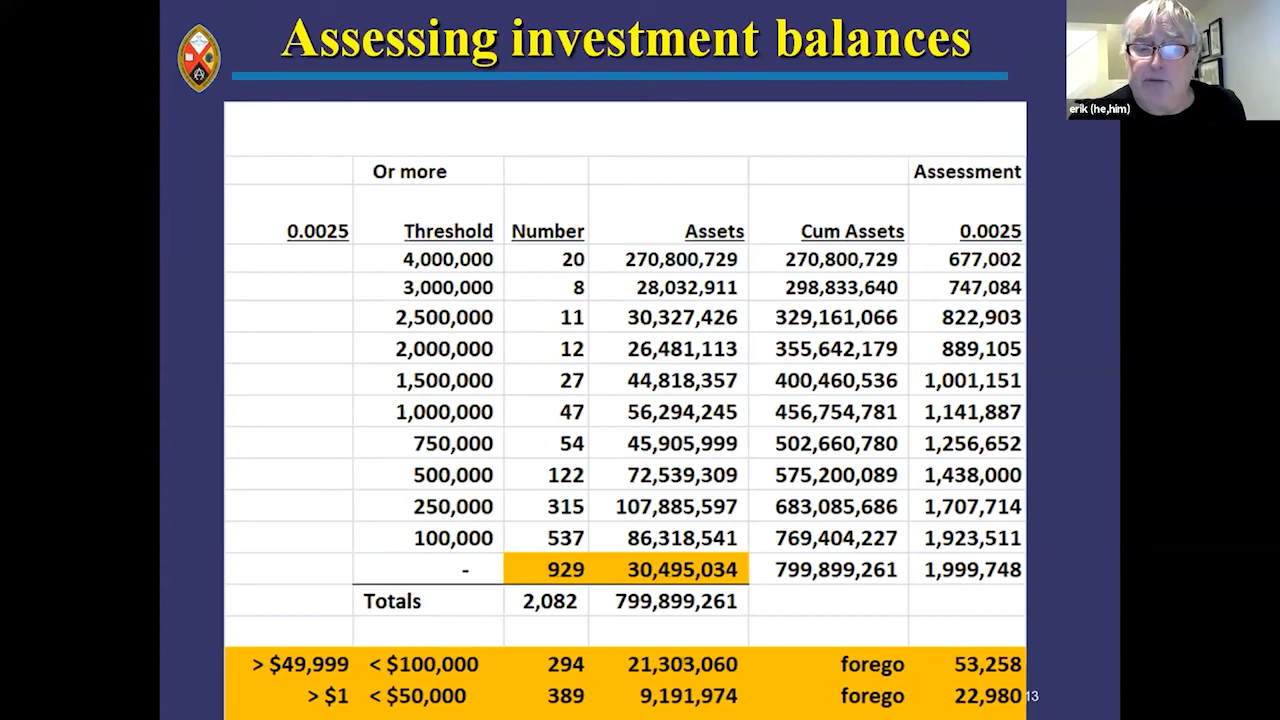 Assessing investment balances
erik (he,him)
Or more Assessment
0.0025 Threshold Number Assets Cum Assets 0.0025
4,000,000 20 270,800,729 270,800,729 677,002
3,000,000 8 28,032,911 298,833,640 747,084
2,500,000 11 30,327,426 329,161,066 822,903
2,000,000 12 26,481,113 355,642,179 889,105
1,500,000 27 44,818,357 400,460,536 1,001,151
1,000,000 47 56,294,245 456,754,781 1,141,887
750,000 54 45,905,999 502,660,780 1,256,652
500,000 122 72,539,309 575,200,089 1,438,000
250,000 315 107,885,597 683,085,686 1,707,714
100,000 537 86,318,541 769,404,227 1,923,511
- 929 30,495,034 799,899,261 1,999,748
Totals 2,082 799,899,261
> $49,999 < $100,000 294 21,303,060 forego 53,258
> $1 < $50,000 389 9,191,974 forego 22,980
13